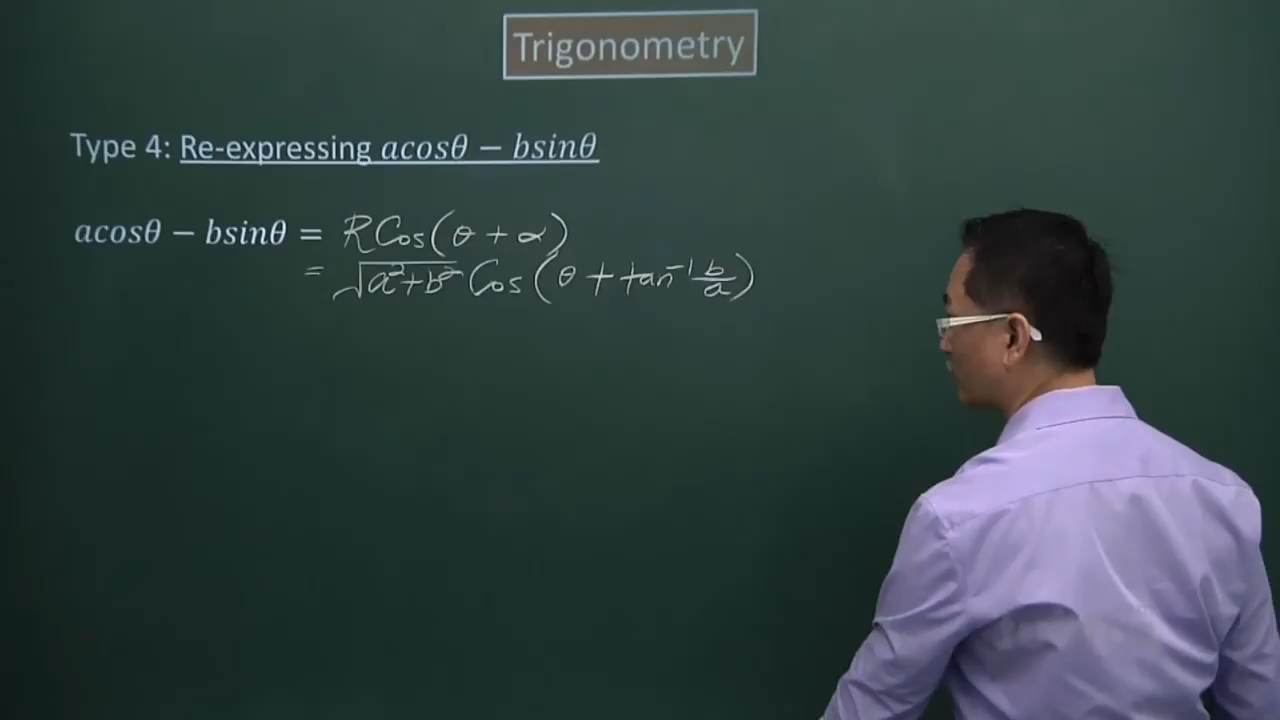 Trigonometry
Type 4: Re-expressing acosθ − bsinθ
acosθ − bsinθ = RCos(θ + α)
= √a²+b² Cos(θ + tan⁻¹ b/a)